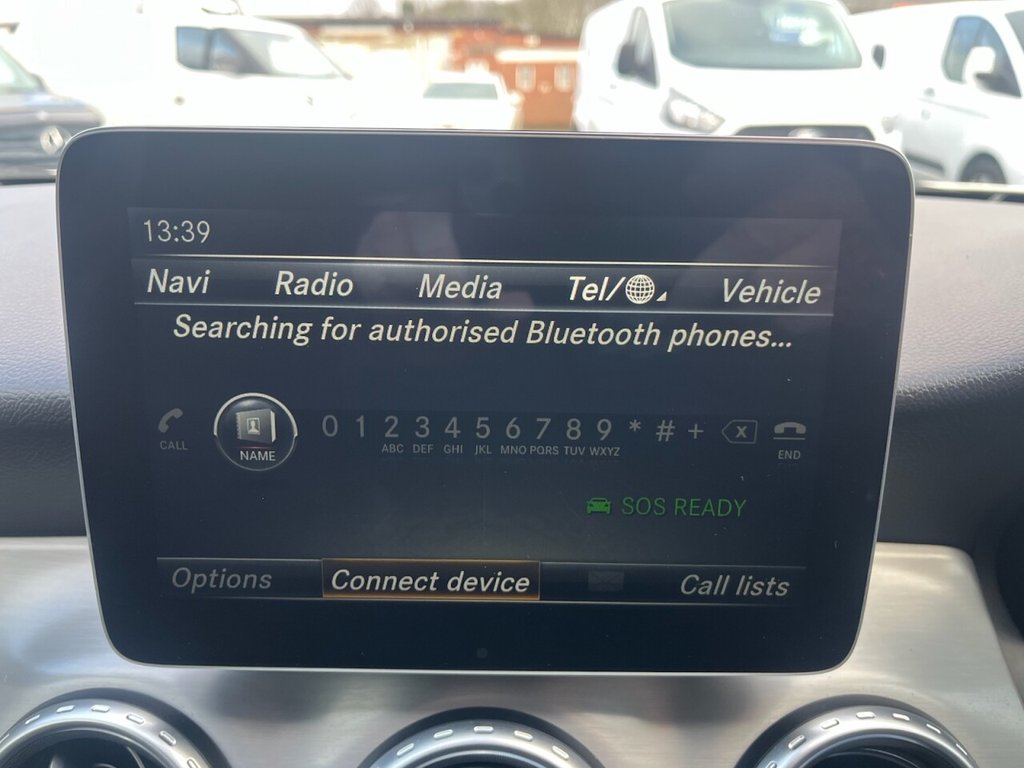 13:39
Navi Radio Media Tel/ Vehicle
Searching for authorised Bluetooth phones...
0 1 2 3 4 5 6 7 8 9 * # +
CALL NAME ABC DEF GHI JKL MNO PQRS TUV WXYZ END
SOS READY
Options Connect device Call lists